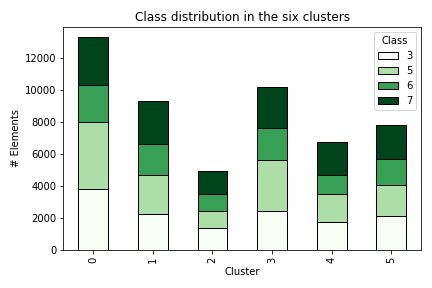 Class distribution in the six clusters
Class
3
5
6
7
# Elements
12000
10000
8000
6000
4000
2000
0
0 1 2 3 4 5
Cluster